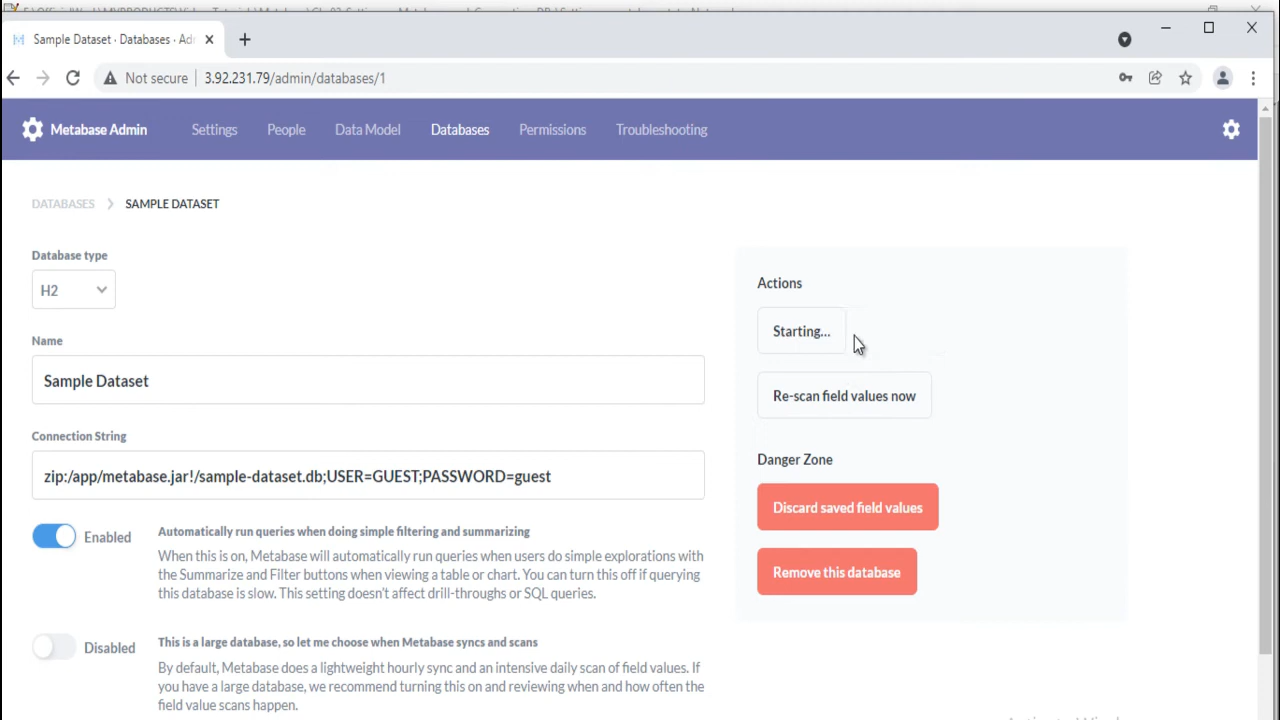 Sample Dataset · Databases · Adm
Not secure
3.92.231.79/admin/databases/1
Metabase Admin
Settings
People
Data Model
Databases
Permissions
Troubleshooting
DATABASES
SAMPLE DATASET
Database type
H2
Name
Sample Dataset
Connection String
zip:/app/metabase.jar!/sample-dataset.db;USER=GUEST;PASSWORD=guest
Enabled
Automatically run queries when doing simple filtering and summarizing
When this is on, Metabase will automatically run queries when users do simple explorations with
the Summarize and Filter buttons when viewing a table or chart. You can turn this off if querying
this database is slow. This setting doesn't affect drill-throughs or SQL queries.
Disabled
This is a large database, so let me choose when Metabase syncs and scans
By default, Metabase does a lightweight hourly sync and an intensive daily scan of field values. If
you have a large database, we recommend turning this on and reviewing when and how often the
field value scans happen.
Actions
Starting...
Re-scan field values now
Danger Zone
Discard saved field values
Remove this database